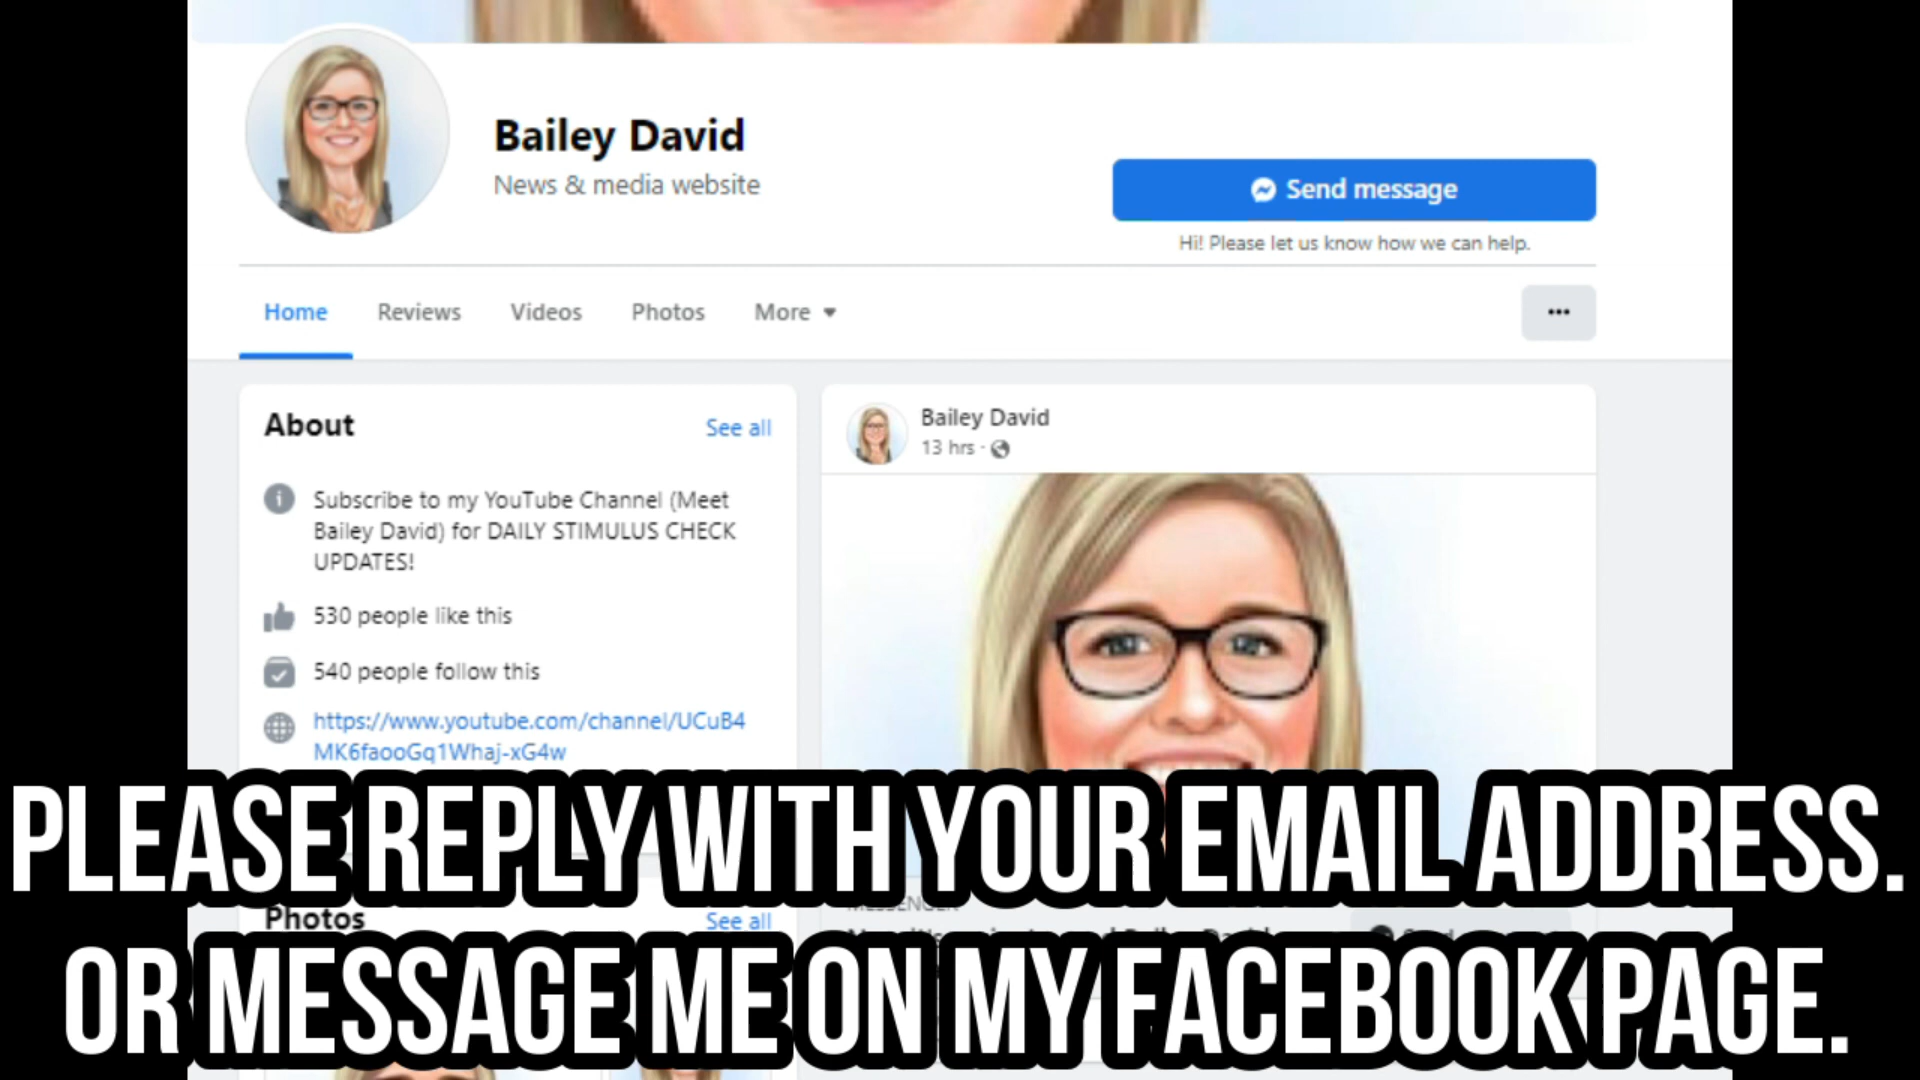 Bailey David
News & media website
Send message
Hi! Please let us know how we can help.
Home Reviews Videos Photos More
About See all
Subscribe to my YouTube Channel (Meet
Bailey David) for DAILY STIMULUS CHECK
UPDATES!
530 people like this
540 people follow this
https://www.youtube.com/channel/UCuB4
MK6faooGq1Whaj-xG4w
Bailey David
13 hrs ·
PLEASE REPLY WITH YOUR EMAIL ADDRESS.
Photos See all
OR MESSAGE ME ON MY FACEBOOK PAGE.